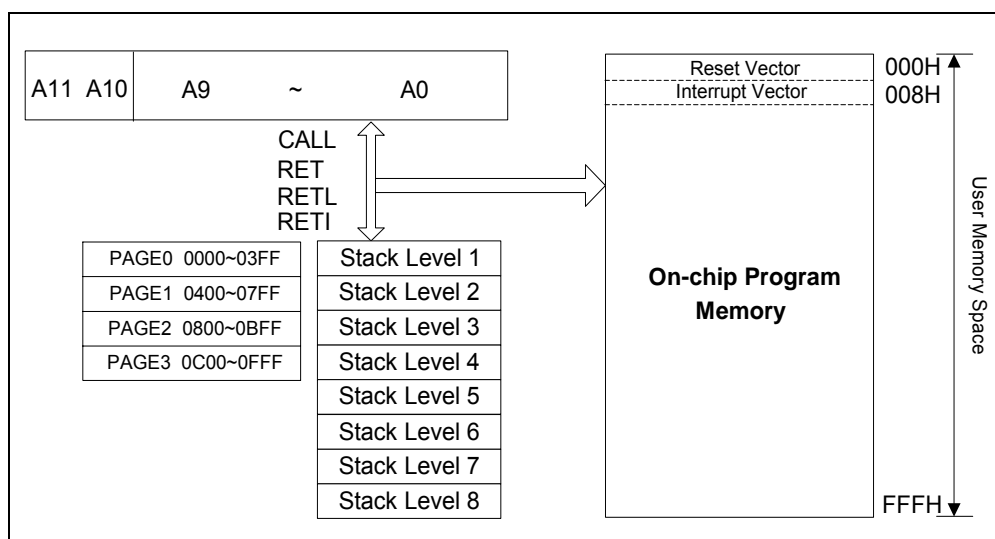 A11 A10 A9 ~ A0
CALL
RET
RETL
RETI
PAGE0 0000~03FF
PAGE1 0400~07FF
PAGE2 0800~0BFF
PAGE3 0C00~0FFF
Stack Level 1
Stack Level 2
Stack Level 3
Stack Level 4
Stack Level 5
Stack Level 6
Stack Level 7
Stack Level 8
Reset Vector
Interrupt Vector
On-chip Program
Memory
000H
008H
FFFH
User Memory Space